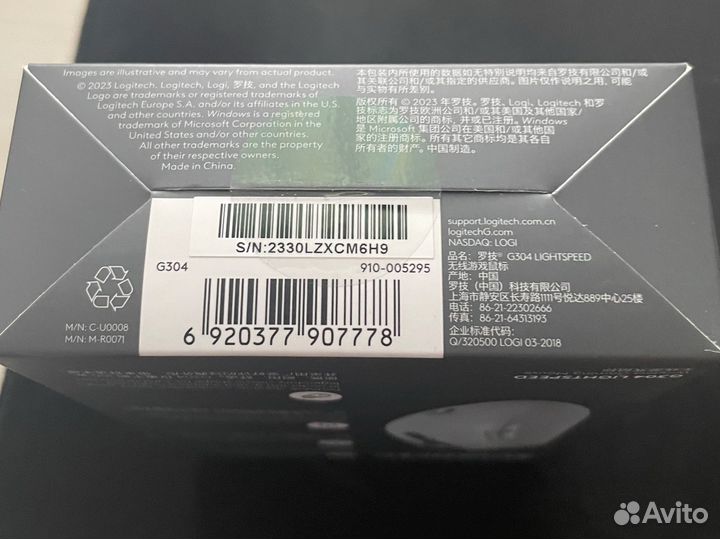 Images are illustrative and may vary from actual product.
© 2023 Logitech. Logitech, Logi, 罗技, and the Logitech
Logo are trademarks or registered trademarks of
Logitech Europe S.A. and/or its affiliates in the U.S.
and other countries. Windows is a registered
trademark of Microsoft Corporation in the
United States and/or other countries.
All other trademarks are the property
of their respective owners.
Made in China.
本包装内所使用的数据如无特别说明均来自罗技有限公司和/或
其关联公司和/或其指定的供应商。图片仅作说明之用, 可能
与实物有所差别。
版权所有 © 2023 年罗技。罗技、Logi、Logitech 和罗
技标志为罗技欧洲公司和/或其美国及其他国家/
地区附属公司的商标, 并或已注册。Windows
是 Microsoft 集团公司在美国和/或其他国
家的注册商标。所有其它商标均是其各自
所有者的财产。中国制造。
S/N:2330LZXCM6H9
G304
910-005295
6 920377 907778
M/N: C-U0008
M/N: M-R0071
support.logitech.com.cn
logitechG.com
NASDAQ: LOGI
品名: 罗技® G304 LIGHTSPEED
无线游戏鼠标
产地: 中国
罗技 (中国) 科技有限公司
上海市静安区长寿路1111号悦达889中心25楼
电话: 86-21-22302666
传真: 86-21-64313193
企业标准代码:
Q/320500 LOGI 03-2018
G304 LIGHTSPEED
Avito